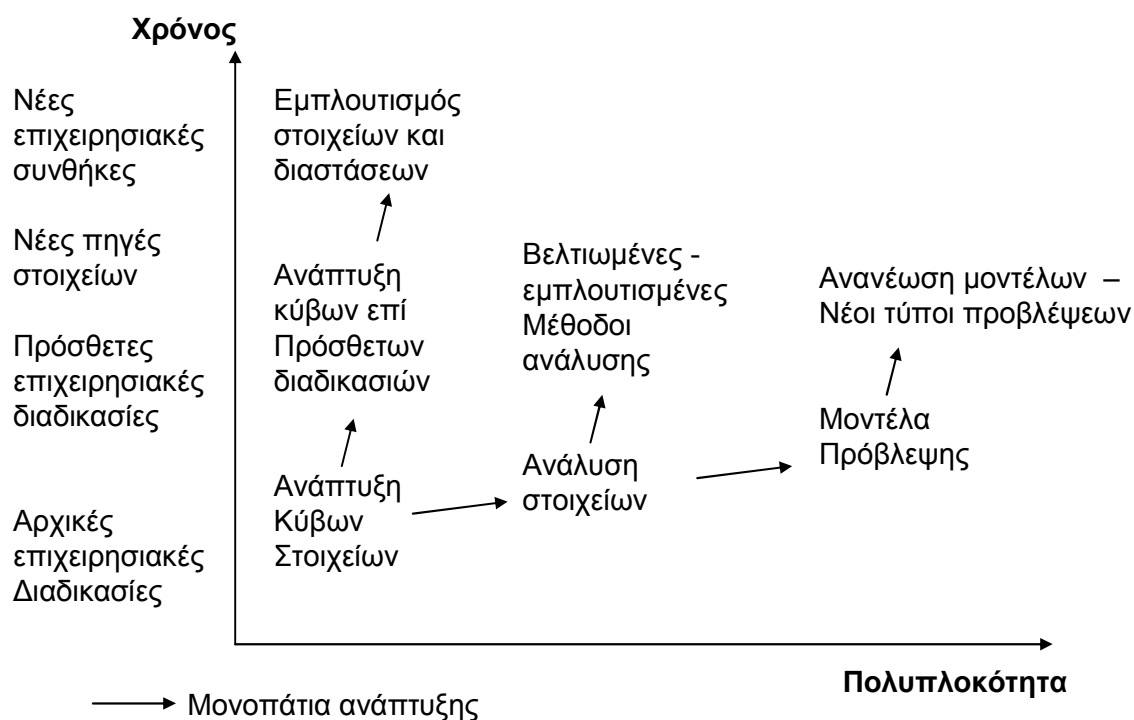 Χρόνος
Νέες
επιχειρησιακές
συνθήκες
Νέες πηγές
στοιχείων
Πρόσθετες
επιχειρησιακές
διαδικασίες
Αρχικές
επιχειρησιακές
Διαδικασίες
Εμπλουτισμός
στοιχείων και
διαστάσεων
Ανάπτυξη
κύβων επί
Πρόσθετων
διαδικασιών
Ανάπτυξη
Κύβων
Στοιχείων
Βελτιωμένες -
εμπλουτισμένες
Μέθοδοι
ανάλυσης
Ανάλυση
στοιχείων
Ανανέωση μοντέλων –
Νέοι τύποι προβλέψεων
Μοντέλα
Πρόβλεψης
Πολυπλοκότητα
Μονοπάτια ανάπτυξης